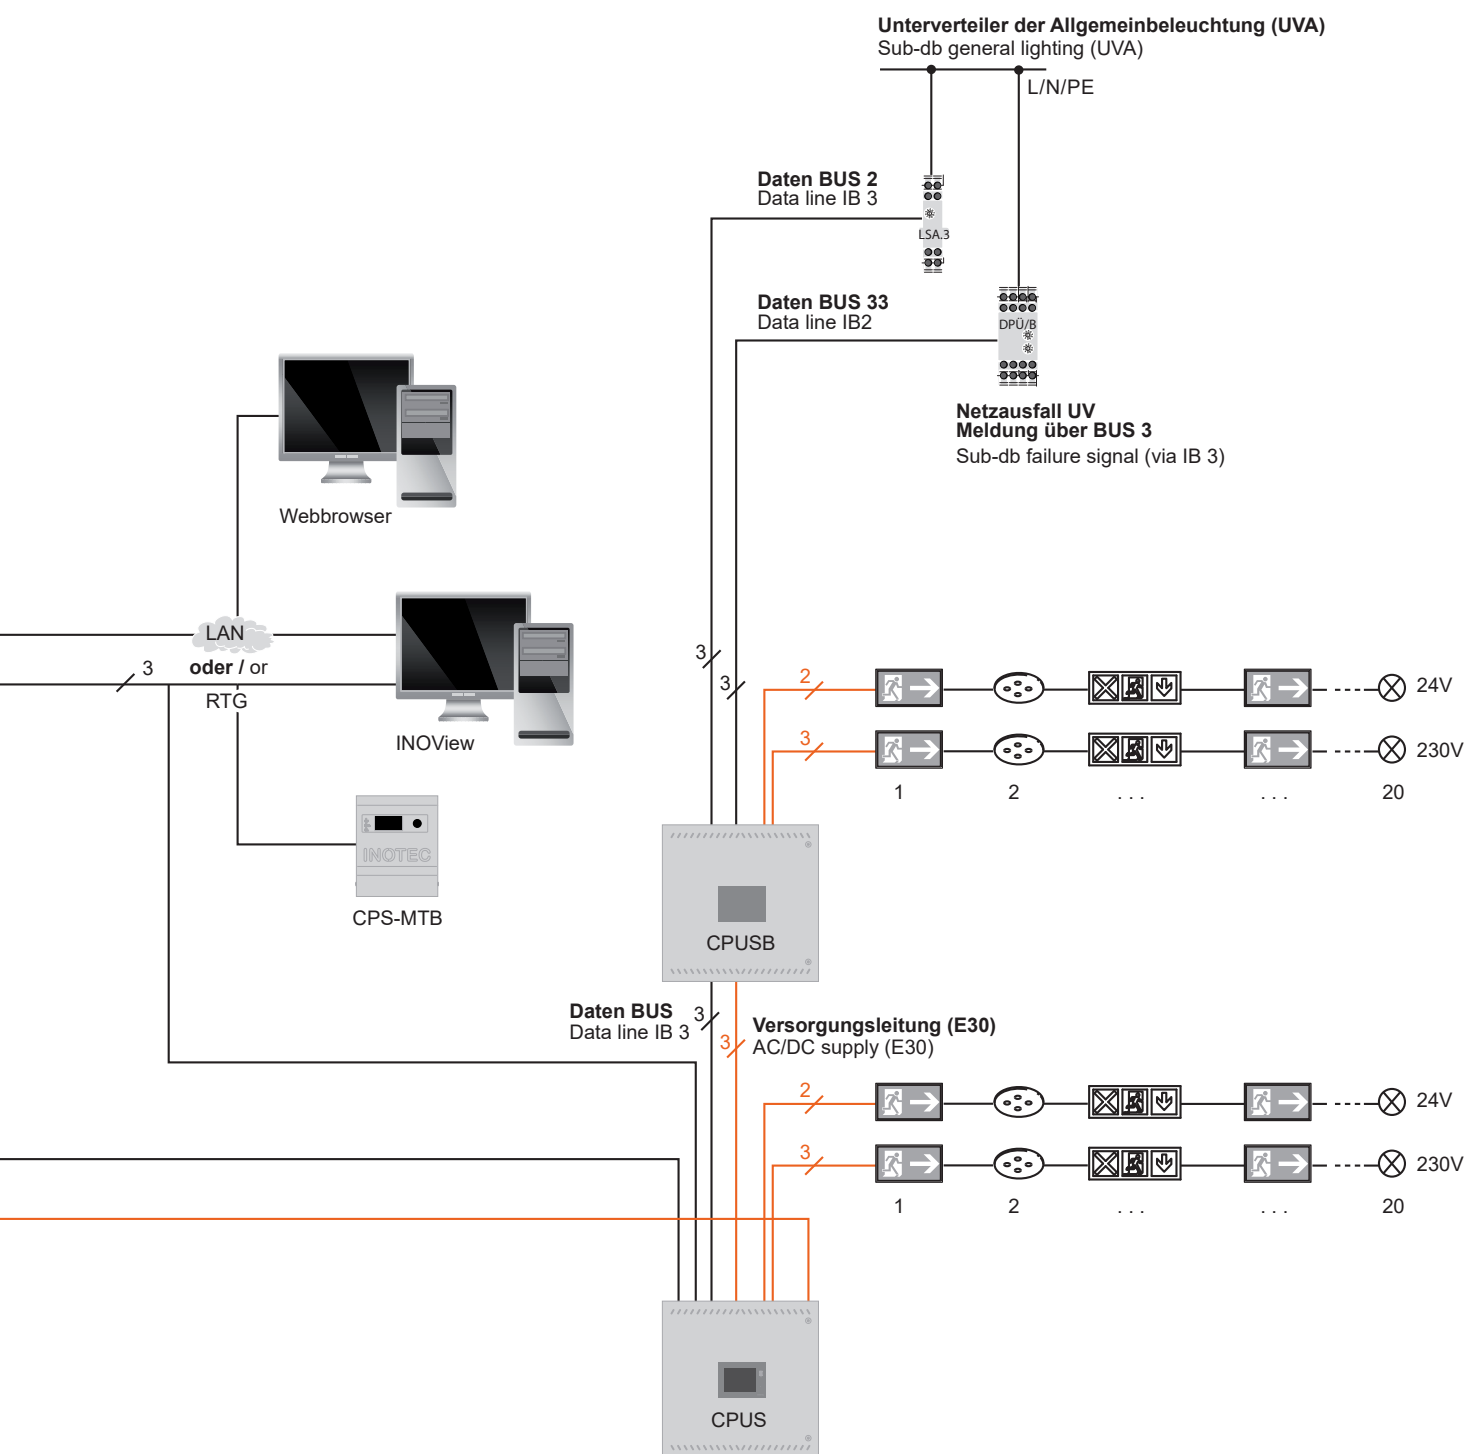 Unterverteiler der Allgemeinbeleuchtung (UVA)
Sub-db general lighting (UVA)
L/N/PE
Daten BUS 2
Data line IB 3
LSA.3
Daten BUS 33
Data line IB2
DPÜ/B
Netzausfall UV
Meldung über BUS 3
Sub-db failure signal (via IB 3)
Webbrowser
LAN
3
oder / or
RTG
INOView
3
3
2
24V
3
230V
1
2
. . .
. . .
20
INOTEC
CPS-MTB
CPUSB
Daten BUS
Data line IB 3
3
3
Versorgungsleitung (E30)
AC/DC supply (E30)
2
24V
3
230V
1
2
. . .
. . .
20
CPUS